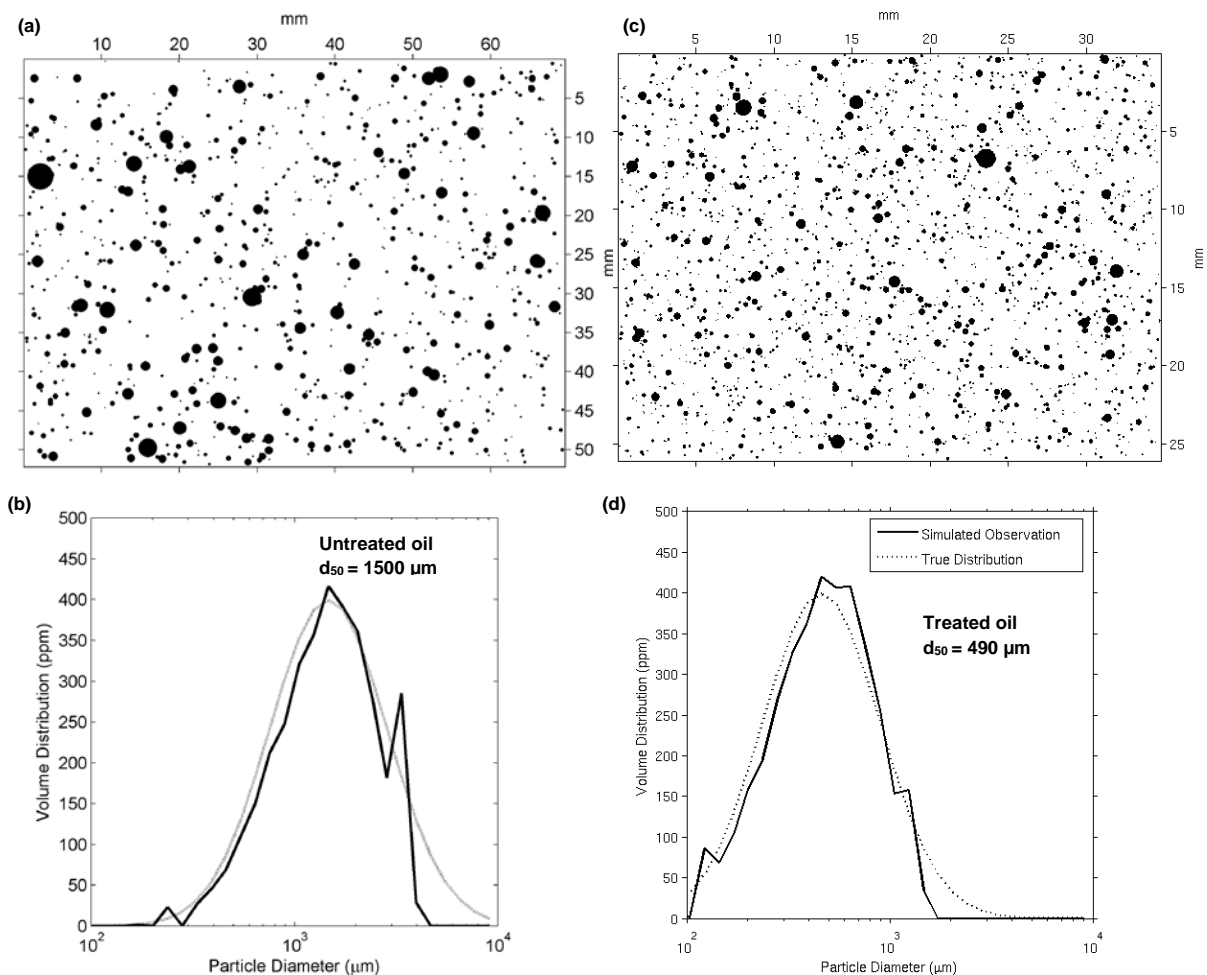 (a)
mm
10 20 30 40 50 60
5
10
15
20
25
30
35
40
45
50
mm
(c)
mm
5 10 15 20 25 30
5
10
15
20
25
mm
(b)
500
450
400
350
300
250
200
150
100
50
0
Volume Distribution (ppm)
Untreated oil
d₅₀ = 1500 µm
10² 10³ 10⁴
Particle Diameter (µm)
(d)
500
450
400
350
300
250
200
150
100
50
0
Volume Distribution (ppm)
Simulated Observation
True Distribution
Treated oil
d₅₀ = 490 µm
10² 10³ 10⁴
Particle Diameter (µm)